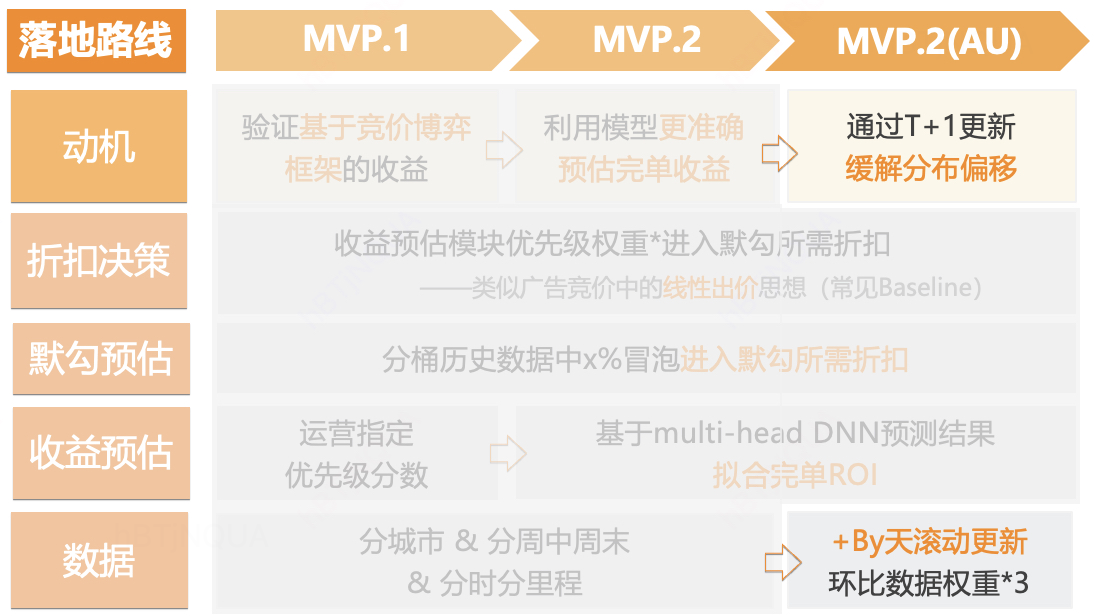 落地路线
MVP.1
MVP.2
MVP.2(AU)
动机
验证基于竞价博弈
框架的收益
利用模型更准确
预估完单收益
通过T+1更新
缓解分布偏移
折扣决策
收益预估模块优先级权重*进入默勾所需折扣
——类似广告竞价中的线性出价思想（常见Baseline）
默勾预估
分桶历史数据中x%冒泡进入默勾所需折扣
收益预估
运营指定
优先级分数
基于multi-head DNN预测结果
拟合完单ROI
数据
分城市 & 分周中周末
& 分时分里程
+By天滚动更新
环比数据权重*3